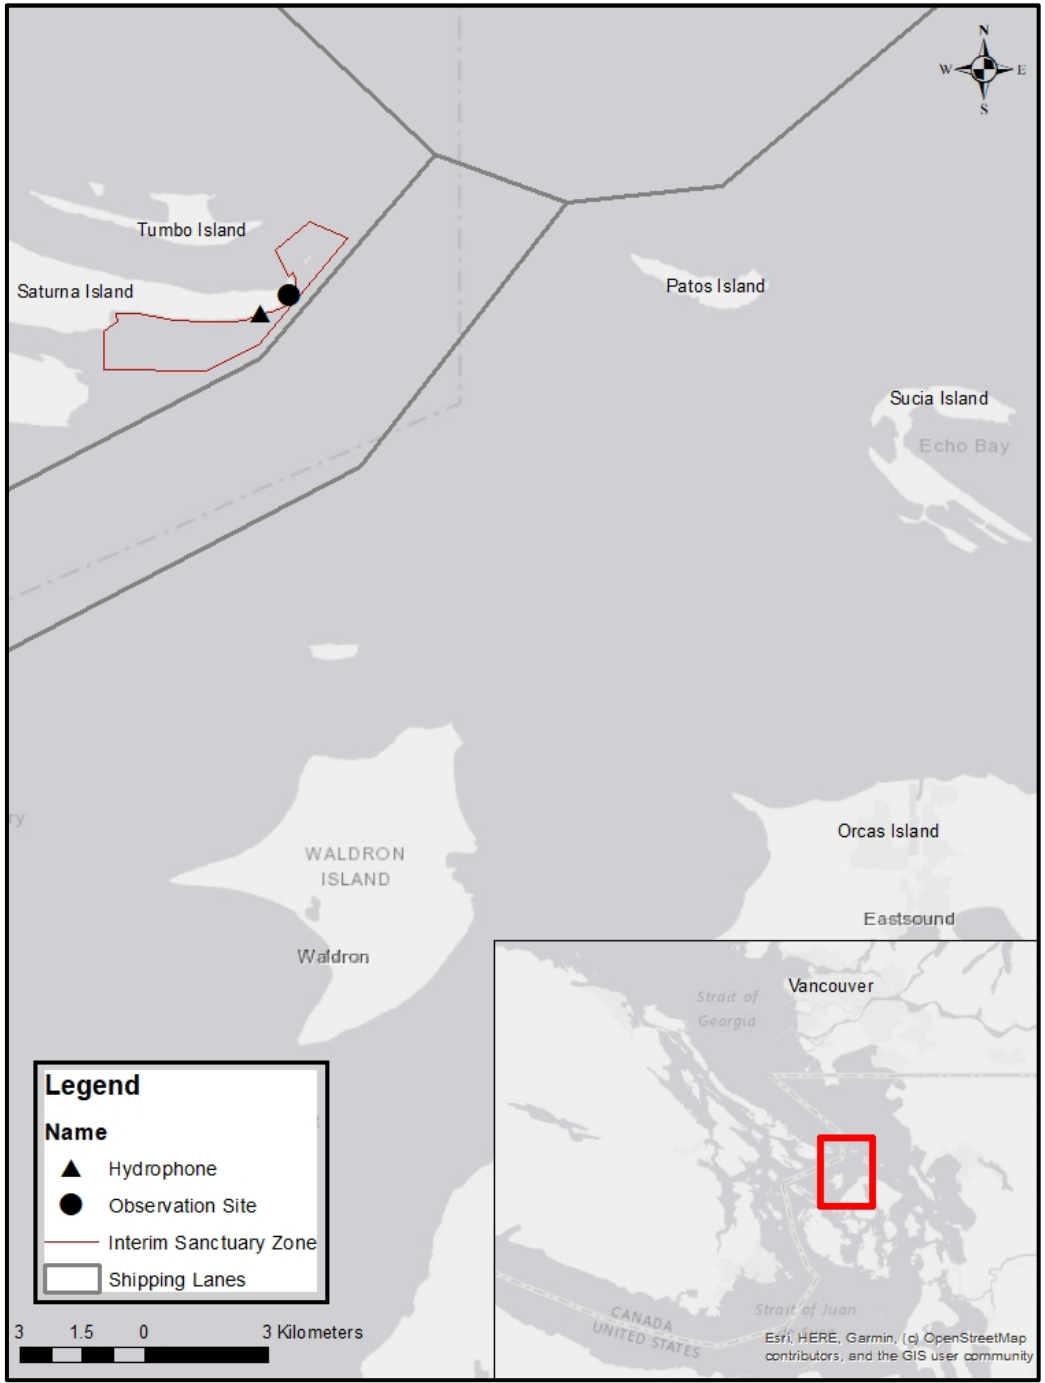 N
W E
S
Tumbo Island
Saturna Island
Patos Island
Sucia Island
Echo Bay
ry
WALDRON
ISLAND
Waldron
Orcas Island
Eastsound
Vancouver
Strait of
Georgia
CANADA
UNITED STATES
Strait of Juan
Esri, HERE, Garmin, (c) OpenStreetMap
contributors, and the GIS user community
Legend
Name
Hydrophone
Observation Site
Interim Sanctuary Zone
Shipping Lanes
3 1.5 0 3 Kilometers